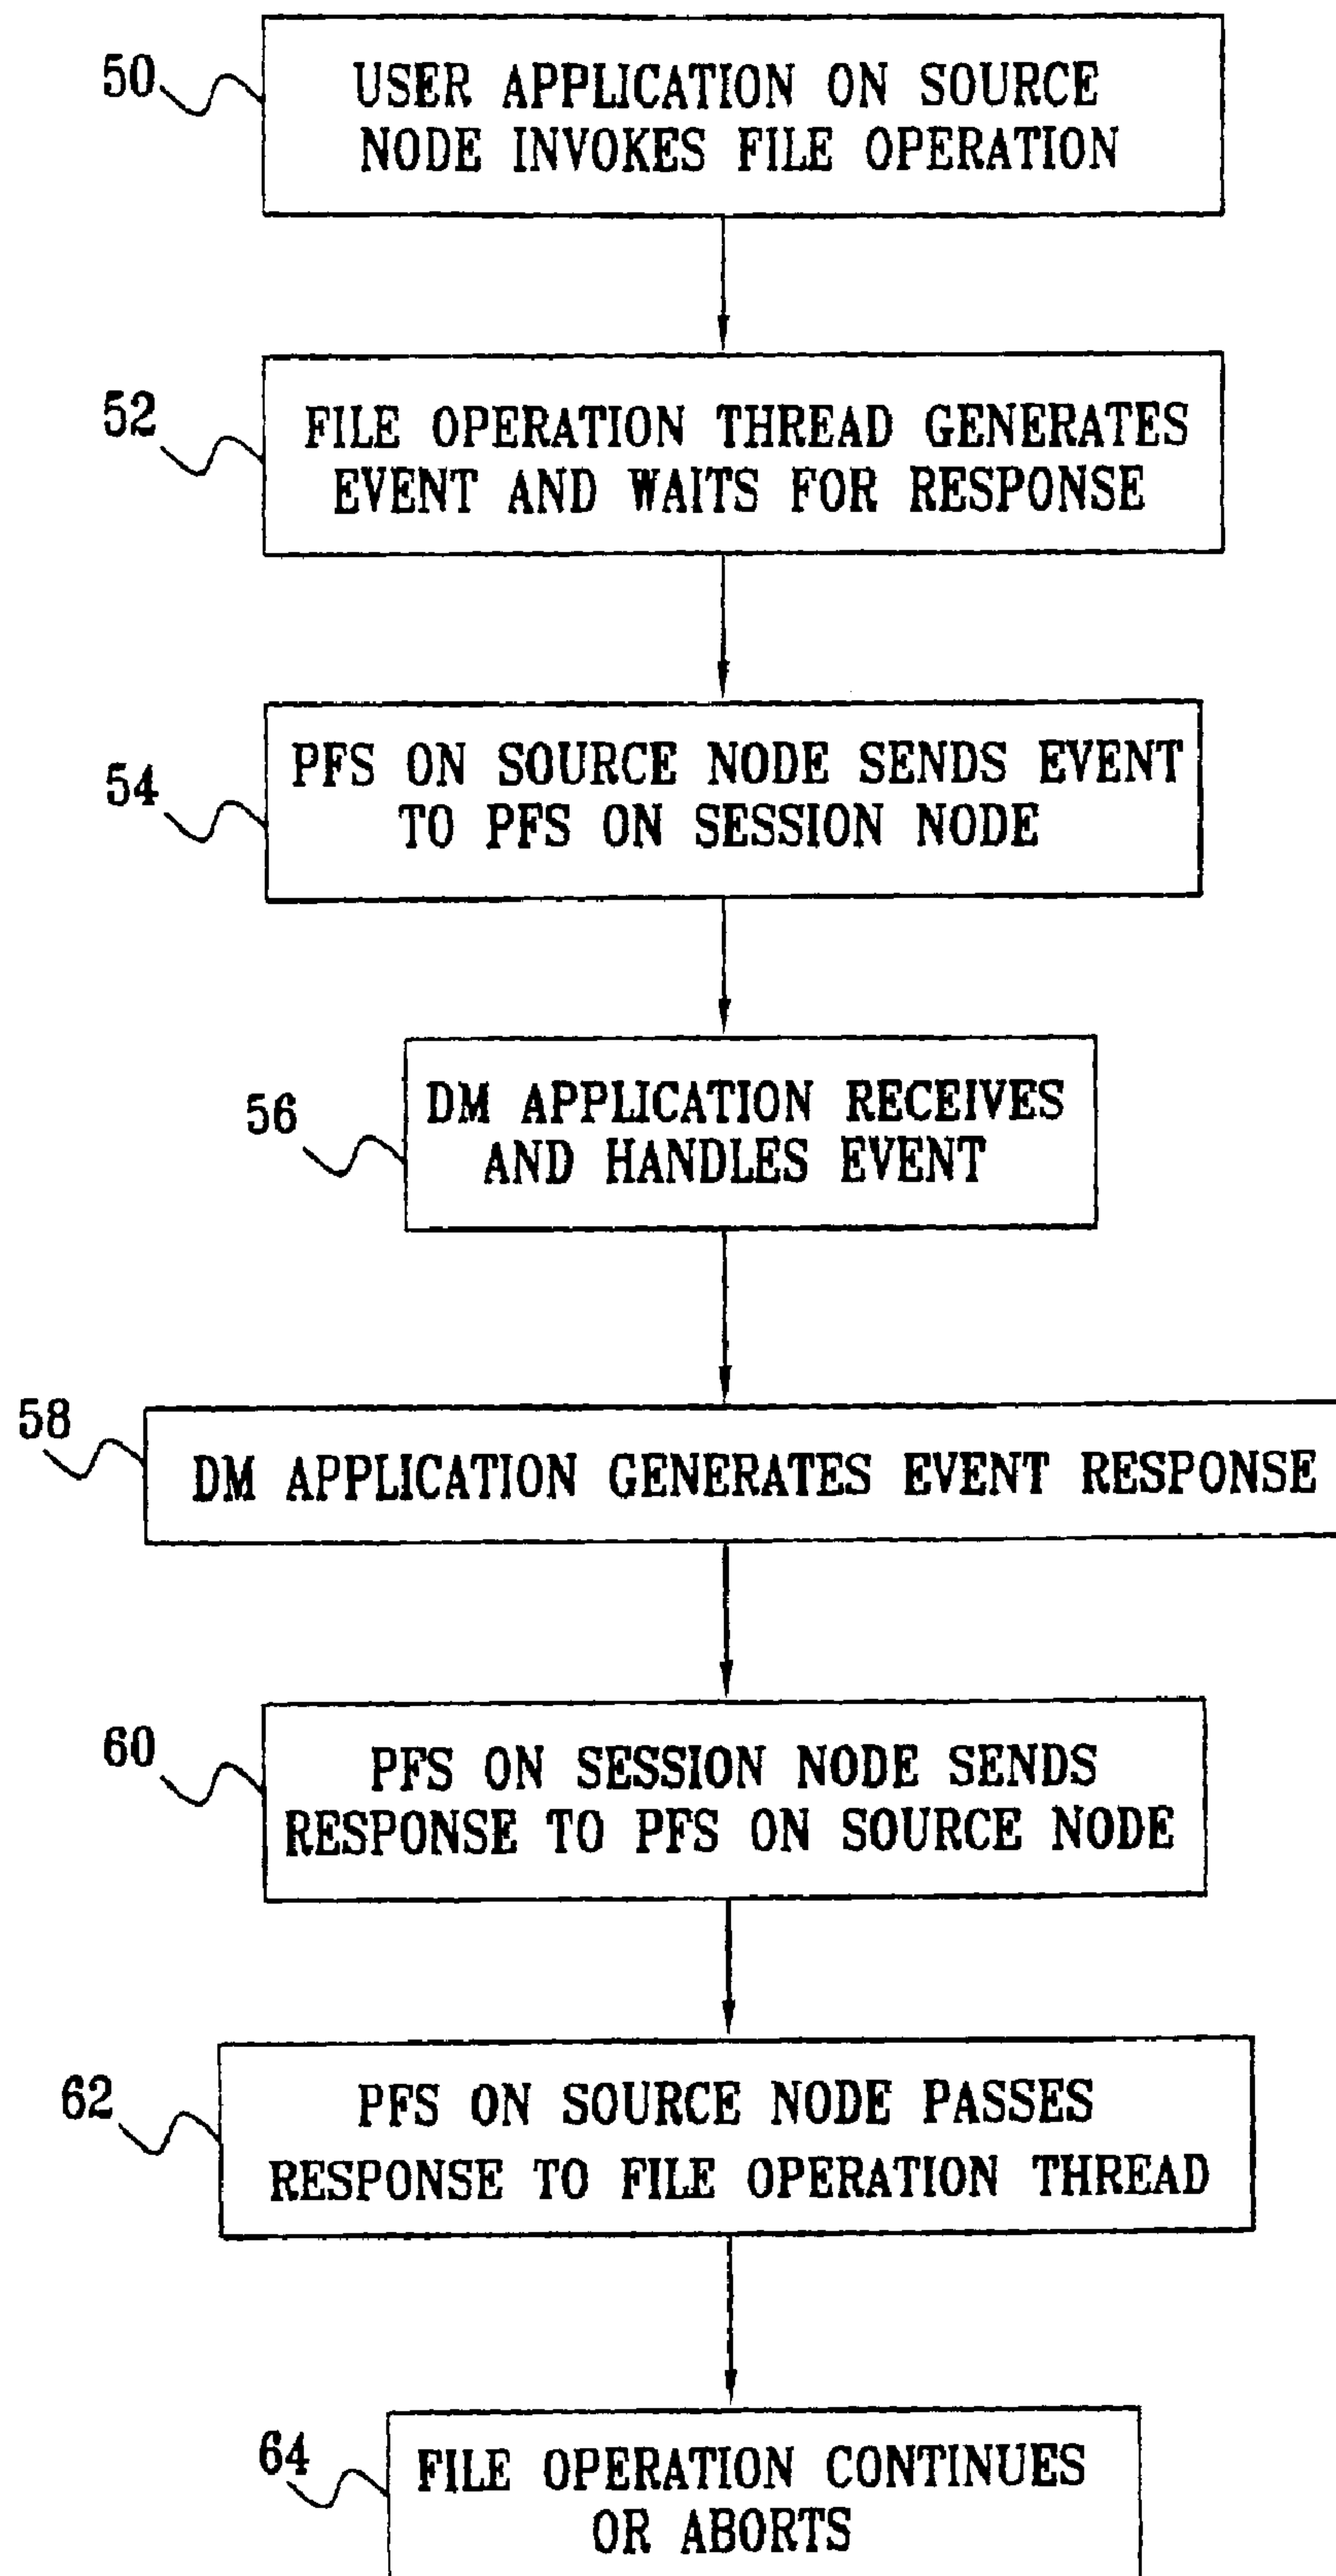 50
USER APPLICATION ON SOURCE
NODE INVOKES FILE OPERATION
52
FILE OPERATION THREAD GENERATES
EVENT AND WAITS FOR RESPONSE
54
PFS ON SOURCE NODE SENDS EVENT
TO PFS ON SESSION NODE
56
DM APPLICATION RECEIVES
AND HANDLES EVENT
58
DM APPLICATION GENERATES EVENT RESPONSE
60
PFS ON SESSION NODE SENDS
RESPONSE TO PFS ON SOURCE NODE
62
PFS ON SOURCE NODE PASSES
RESPONSE TO FILE OPERATION THREAD
64
FILE OPERATION CONTINUES
OR ABORTS